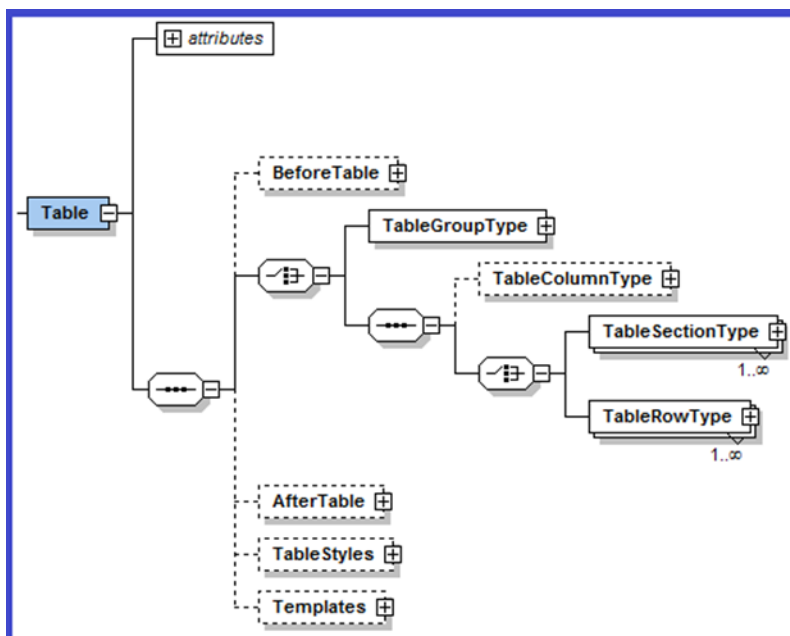 attributes
BeforeTable
TableGroupType
Table
TableColumnType
TableSectionType
1..∞
TableRowType
1..∞
AfterTable
TableStyles
Templates